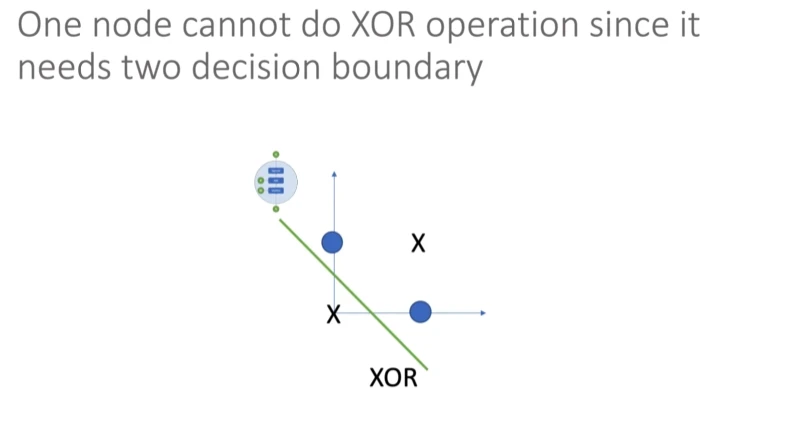 One node cannot do XOR operation since it
needs two decision boundary
X
X
XOR